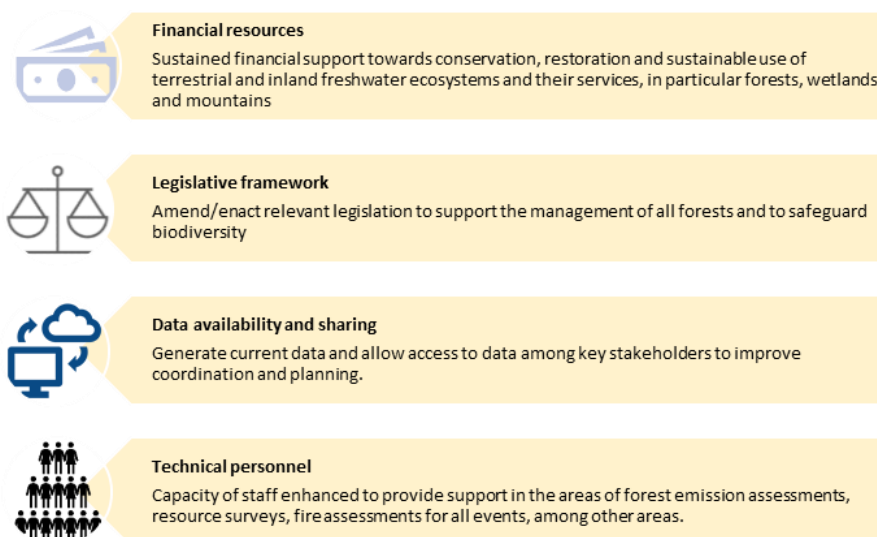 Financial resources
Sustained financial support towards conservation, restoration and sustainable use of
terrestrial and inland freshwater ecosystems and their services, in particular forests, wetlands
and mountains
Legislative framework
Amend/enact relevant legislation to support the management of all forests and to safeguard
biodiversity
Data availability and sharing
Generate current data and allow access to data among key stakeholders to improve
coordination and planning.
Technical personnel
Capacity of staff enhanced to provide support in the areas of forest emission assessments,
resource surveys, fire assessments for all events, among other areas.